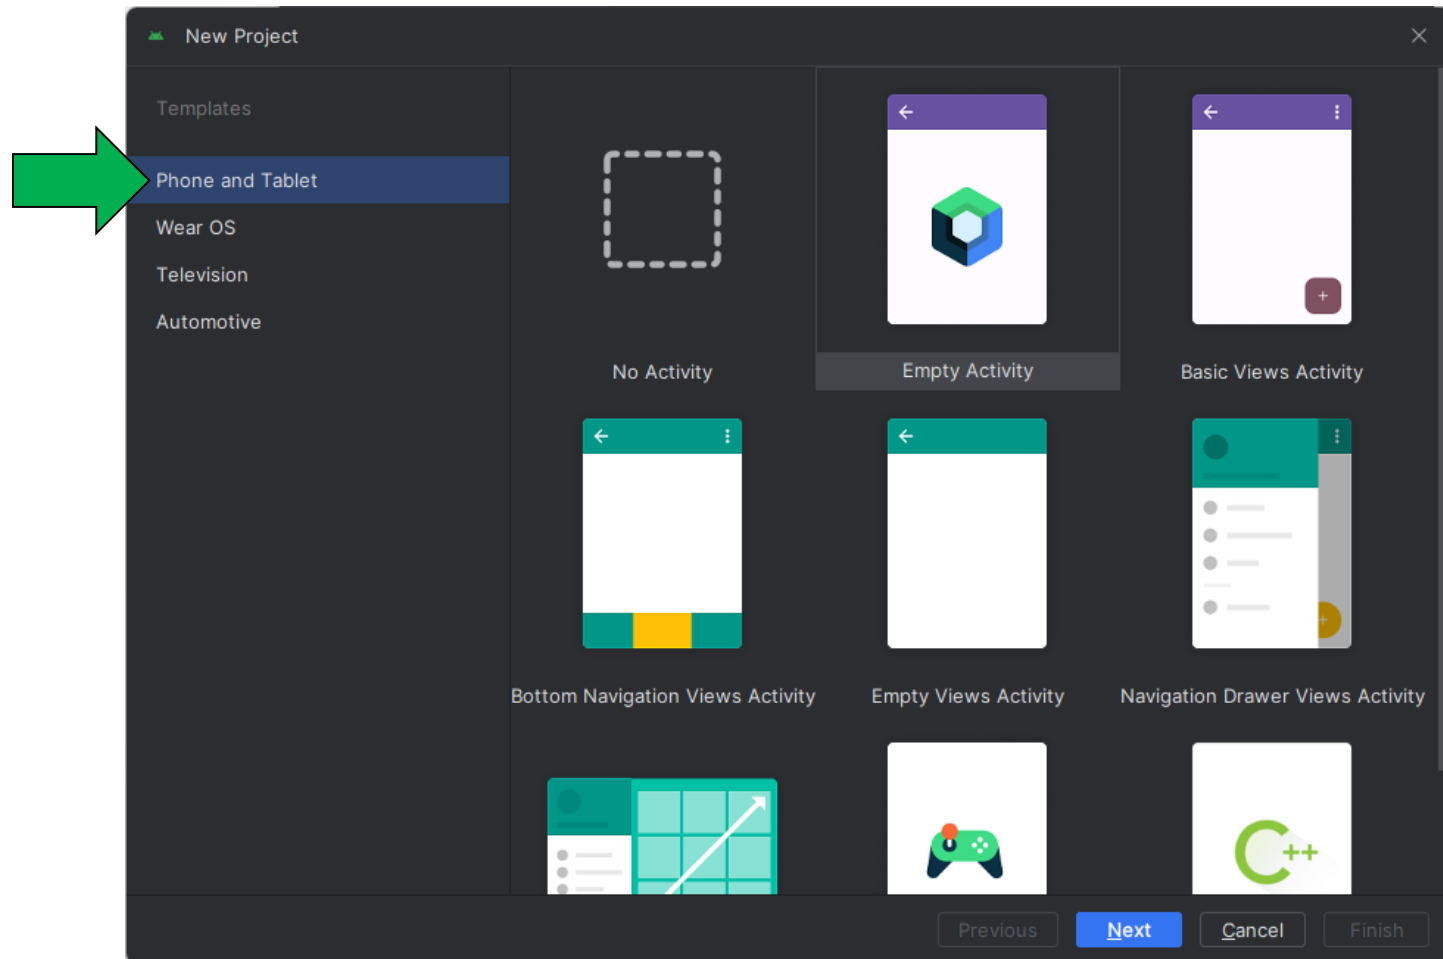 New Project
Templates
Phone and Tablet
Wear OS
Television
Automotive
No Activity
Empty Activity
Basic Views Activity
Bottom Navigation Views Activity
Empty Views Activity
Navigation Drawer Views Activity
C++
Previous
Next
Cancel
Finish